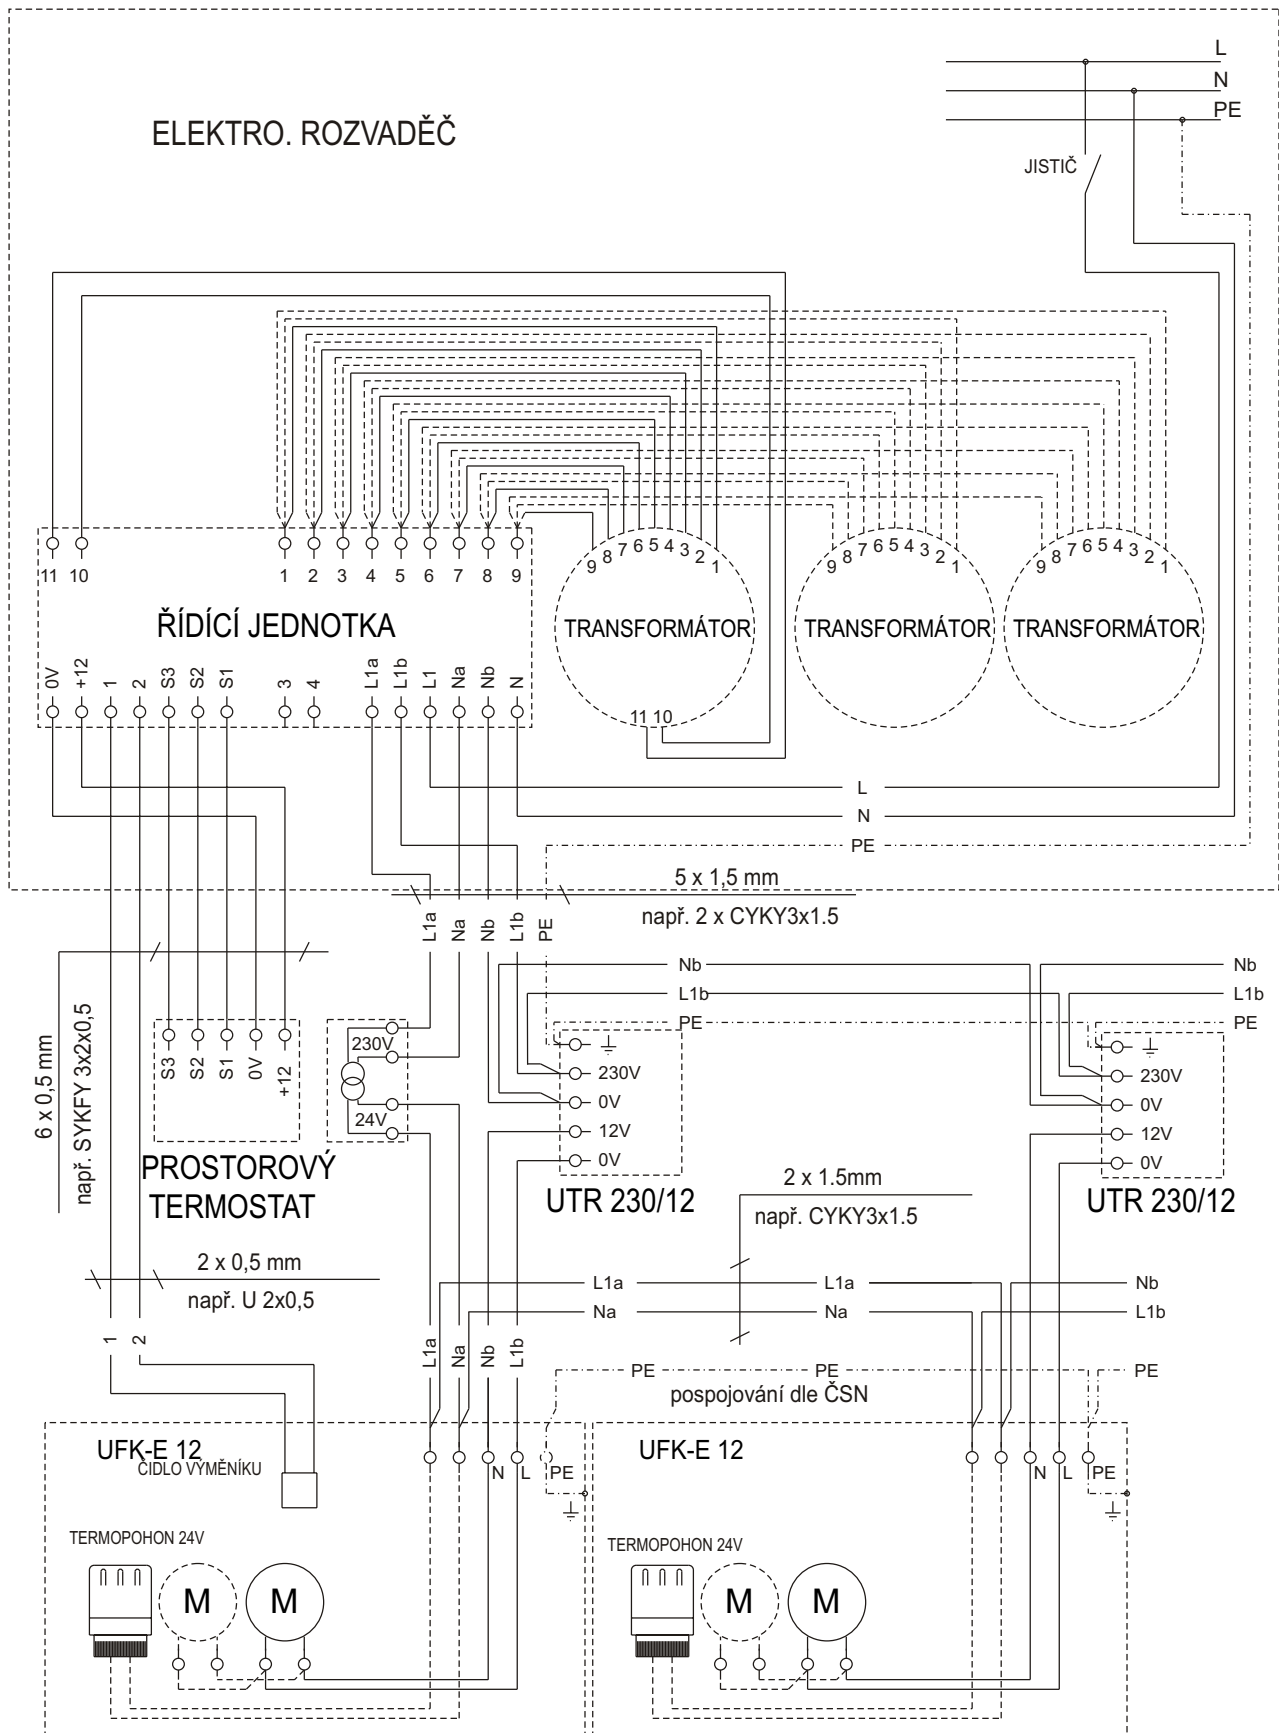 L
N
PE
ELEKTRO. ROZVADĚČ
JISTIČ
11 10 1 2 3 4 5 6 7 8 9
9 8 7 6 5 4 3 2 1
9 8 7 6 5 4 3 2 1
9 8 7 6 5 4 3 2 1
ŘÍDÍCÍ JEDNOTKA
TRANSFORMÁTOR
TRANSFORMÁTOR
TRANSFORMÁTOR
0V +12 1 2 S3 S2 S1 3 4 L1a L1b L1 Na Nb N
11 10
L
N
PE
5 x 1,5 mm
např. 2 x CYKY3x1.5
L1a Na Nb L1b PE
6 x 0,5 mm
např. SYKFY 3x2x0,5
Nb
L1b
PE
Nb
L1b
PE
S3 S2 S1 0V +12
230V
24V
230V
0V
12V
0V
230V
0V
12V
0V
PROSTOROVÝ
TERMOSTAT
UTR 230/12
UTR 230/12
2 x 1.5mm
např. CYKY3x1.5
2 x 0,5 mm
např. U 2x0,5
L1a L1a Nb
Na Na L1b
1 2
L1a Na Nb L1b
PE PE PE
pospojování dle ČSN
UFK-E 12
ČIDLO VÝMĚNÍKU
N L PE
UFK-E 12
N L PE
TERMOPOHON 24V
M M
TERMOPOHON 24V
M M